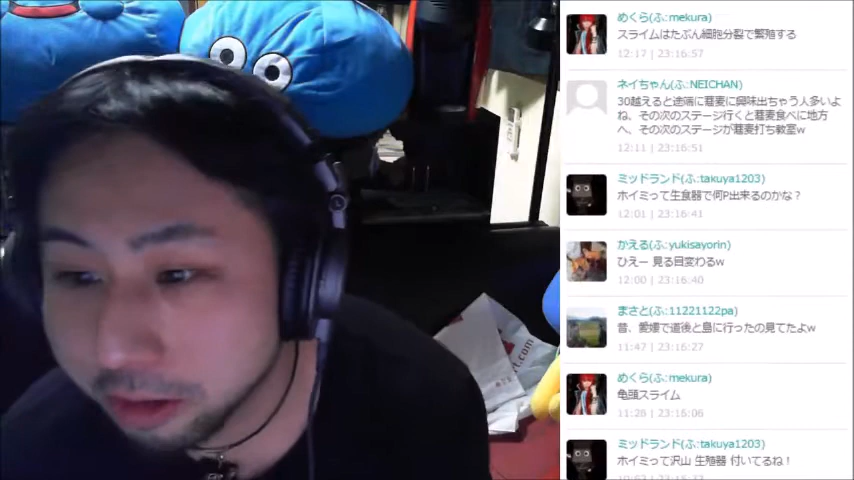 めくら(ふ:mekura)
スライムはたぶん細胞分裂で繁殖する
12:17 | 23:16:57
ネイちゃん(ふ:NEICHAN)
30越えると途端に蕎麦に興味出ちゃう人多いよ
ね、その次のステージ行くと蕎麦食べに地方
へ、その次のステージが蕎麦打ち教室w
12:11 | 23:16:51
ミッドランド(ふ:takuya1203)
ホイミって生食器で何P出来るのかな？
12:01 | 23:16:41
かえる(ふ:yukisayorin)
ひえー 見る目変わるw
12:00 | 23:16:40
まさと(ふ:11221122pa)
昔、愛媛で道後と島に行ったの見てたよw
11:47 | 23:16:27
めくら(ふ:mekura)
亀頭スライム
11:26 | 23:16:06
ミッドランド(ふ:takuya1203)
ホイミって沢山 生殖器 付いてるね！
.com